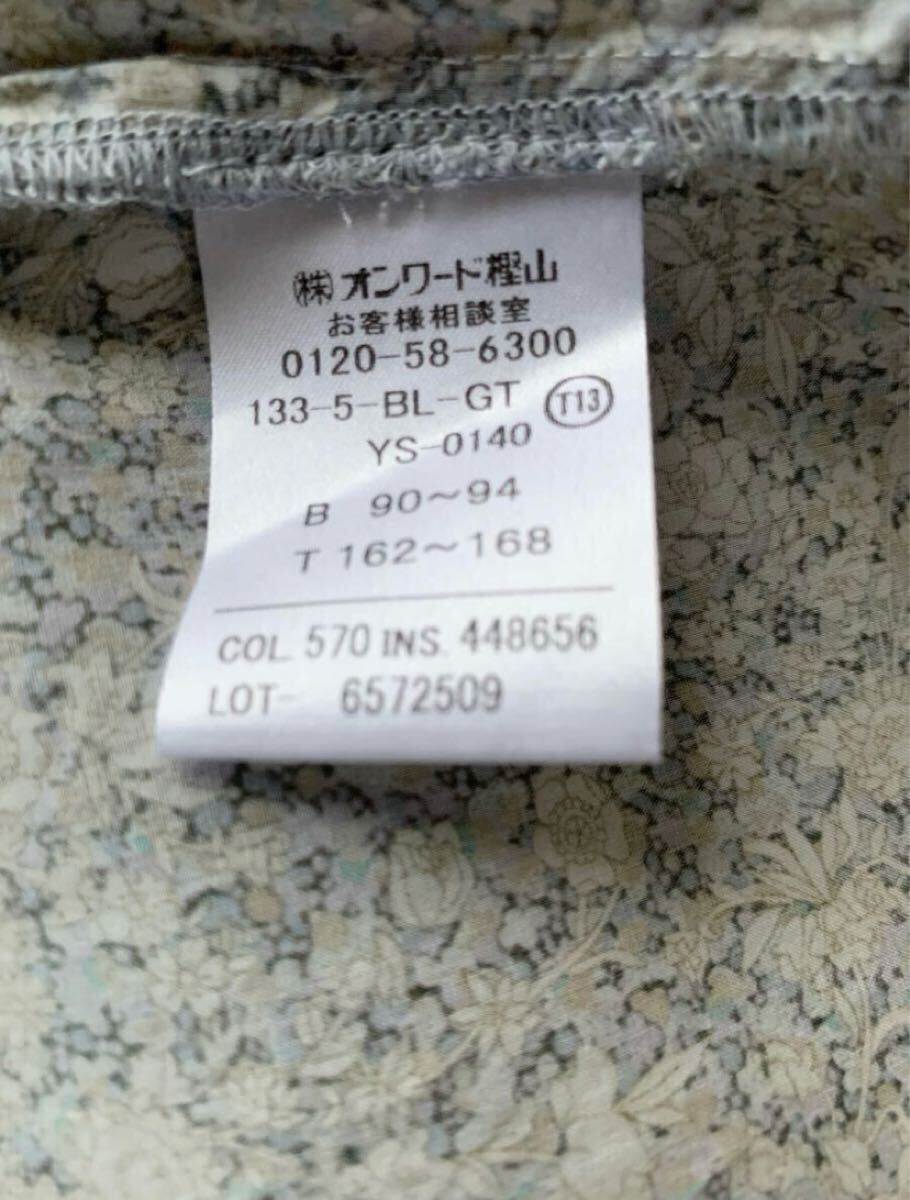 ㈱オンワード樫山
お客様相談室
0120-58-6300
133-5-BL-GT T13
YS-0140
B 90~94
T 162~168
COL 570 INS. 448656
LOT- 6572509